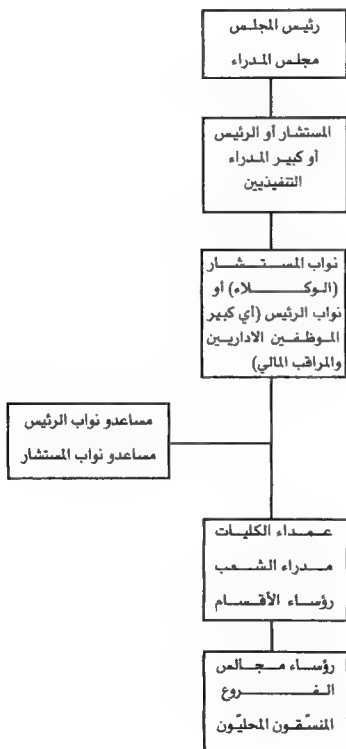 رئيس المجلس
مجلس المدراء
المستشار أو الرئيس
أو كبير المدراء
التنفيذيين
نواب المستشار
(الوكلاء) أو
نواب الرئيس (أي كبير
الموظفين الاداريين
والمراقب المالي)
مساعدو نواب الرئيس
مساعدو نواب المستشار
عمداء الكليات
مدراء الشعب
رؤساء الأقسام
رؤساء مجالس
الفروع
المنسّقون المحليّون